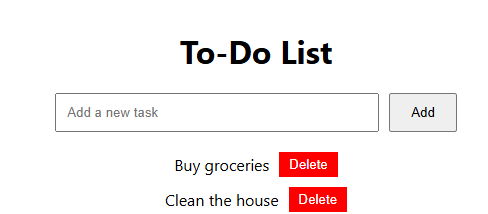 To-Do List
Add a new task Add
Buy groceries Delete
Clean the house Delete